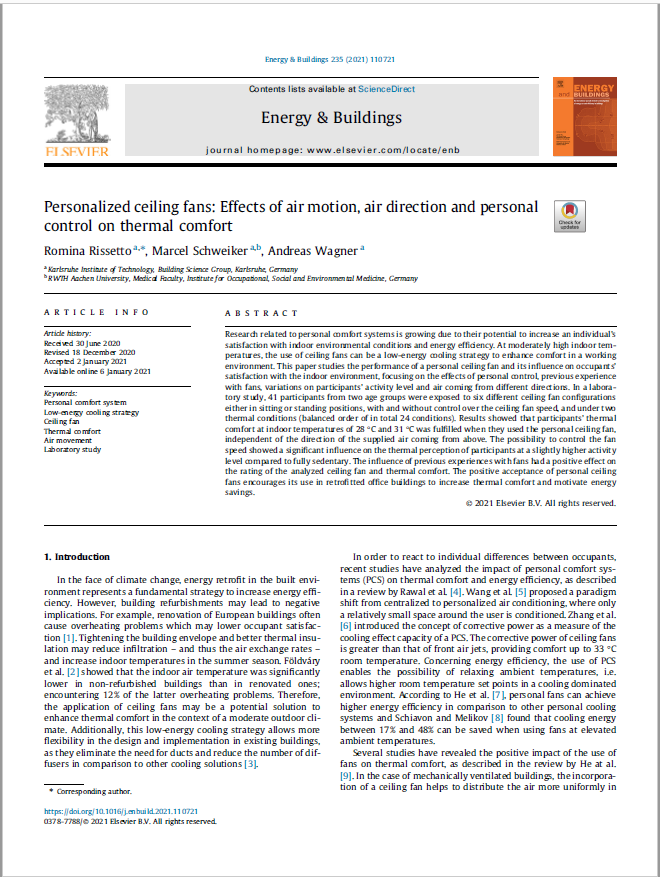 Energy & Buildings 235 (2021) 110721
Contents lists available at ScienceDirect
Energy & Buildings
journal homepage: www.elsevier.com/locate/enb
ELSEVIER
ENERGY
and
BUILDINGS
Personalized ceiling fans: Effects of air motion, air direction and personal
control on thermal comfort
Check for
updates
Romina Rissetto a,*, Marcel Schweiker a,b, Andreas Wagner a
a Karlsruhe Institute of Technology, Building Science Group, Karlsruhe, Germany
b RWTH Aachen University, Medical Faculty, Institute for Occupational, Social and Environmental Medicine, Germany
ARTICLE INFO
Article history:
Received 30 June 2020
Revised 18 December 2020
Accepted 2 January 2021
Available online 6 January 2021
Keywords:
Personal comfort system
Low-energy cooling strategy
Ceiling fan
Thermal comfort
Air movement
Laboratory study
ABSTRACT
Research related to personal comfort systems is growing due to their potential to increase an individual's
satisfaction with indoor environmental conditions and energy efficiency. At moderately high indoor tem-
peratures, the use of ceiling fans can be a low-energy cooling strategy to enhance comfort in a working
environment. This paper studies the performance of a personal ceiling fan and its influence on occupants'
satisfaction with the indoor environment, focusing on the effects of personal control, previous experience
with fans, variations on participants' activity level and air coming from different directions. In a labora-
tory study, 41 participants from two age groups were exposed to six different ceiling fan configurations
either in sitting or standing positions, with and without control over the ceiling fan speed, and under two
thermal conditions (balanced order of in total 24 conditions). Results showed that participants' thermal
comfort at indoor temperatures of 28 °C and 31 °C was fulfilled when they used the personal ceiling fan,
independent of the direction of the supplied air coming from above. The possibility to control the fan
speed showed a significant influence on the thermal perception of participants at a slightly higher activity
level compared to fully sedentary. The influence of previous experiences with fans had a positive effect on
the rating of the analyzed ceiling fan and thermal comfort. The positive acceptance of personal ceiling
fans encourages its use in retrofitted office buildings to increase thermal comfort and motivate energy
savings.
© 2021 Elsevier B.V. All rights reserved.
1. Introduction
In the face of climate change, energy retrofit in the built envi-
ronment represents a fundamental strategy to increase energy effi-
ciency. However, building refurbishments may lead to negative
implications. For example, renovation of European buildings often
cause overheating problems which may lower occupant satisfac-
tion [1]. Tightening the building envelope and better thermal insu-
lation may reduce infiltration – and thus the air exchange rates –
and increase indoor temperatures in the summer season. Földváry
et al. [2] showed that the indoor air temperature was significantly
lower in non-refurbished buildings than in renovated ones;
encountering 12% of the latter overheating problems. Therefore,
the application of ceiling fans may be a potential solution to
enhance thermal comfort in the context of a moderate outdoor cli-
mate. Additionally, this low-energy cooling strategy allows more
flexibility in the design and implementation in existing buildings,
as they eliminate the need for ducts and reduce the number of dif-
fusers in comparison to other cooling solutions [3].
In order to react to individual differences between occupants,
recent studies have analyzed the impact of personal comfort sys-
tems (PCS) on thermal comfort and energy efficiency, as described
in a review by Rawal et al. [4]. Wang et al. [5] proposed a paradigm
shift from centralized to personalized air conditioning, where only
a relatively small space around the user is conditioned. Zhang et al.
[6] introduced the concept of corrective power as a measure of the
cooling effect capacity of a PCS. The corrective power of ceiling fans
is greater than that of front air jets, providing comfort up to 33 °C
room temperature. Concerning energy efficiency, the use of PCS
enables the possibility of relaxing ambient temperatures, i.e.
allows higher room temperature set points in a cooling dominated
environment. According to He et al. [7], personal fans can achieve
higher energy efficiency in comparison to other personal cooling
systems and Schiavon and Melikov [8] found that cooling energy
between 17% and 48% can be saved when using fans at elevated
ambient temperatures.
Several studies have revealed the positive impact of the use of
fans on thermal comfort, as described in the review by He at al.
[9]. In the case of mechanically ventilated buildings, the incorpora-
tion of a ceiling fan helps to distribute the air more uniformly in
* Corresponding author.
https://doi.org/10.1016/j.enbuild.2021.110721
0378-7788/© 2021 Elsevier B.V. All rights reserved.